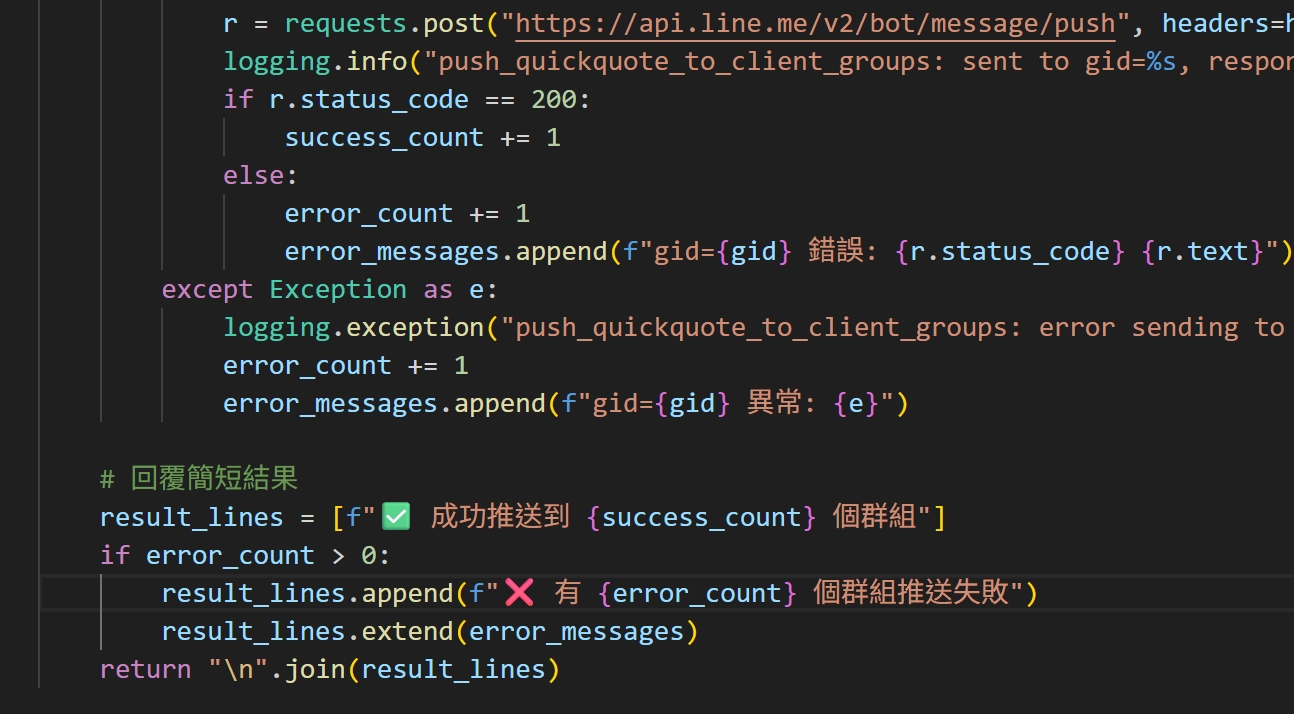 r = requests.post("https://api.line.me/v2/bot/message/push", headers=
logging.info("push_quickquote_to_client_groups: sent to gid=%s,
if r.status_code == 200:
success_count += 1
else:
error_count += 1
error_messages.append(f"gid={gid} 錯誤: {r.status_code} {r.text}")
except Exception as e:
logging.exception("push_quickquote_to_client_groups: error sending to
error_count += 1
error_messages.append(f"gid={gid} 異常: {e}")
# 回覆簡短結果
result_lines = [f"✅ 成功推送到 {success_count} 個群組"]
if error_count > 0:
result_lines.append(f"❌ 有 {error_count} 個群組推送失敗")
result_lines.extend(error_messages)
return "\n".join(result_lines)